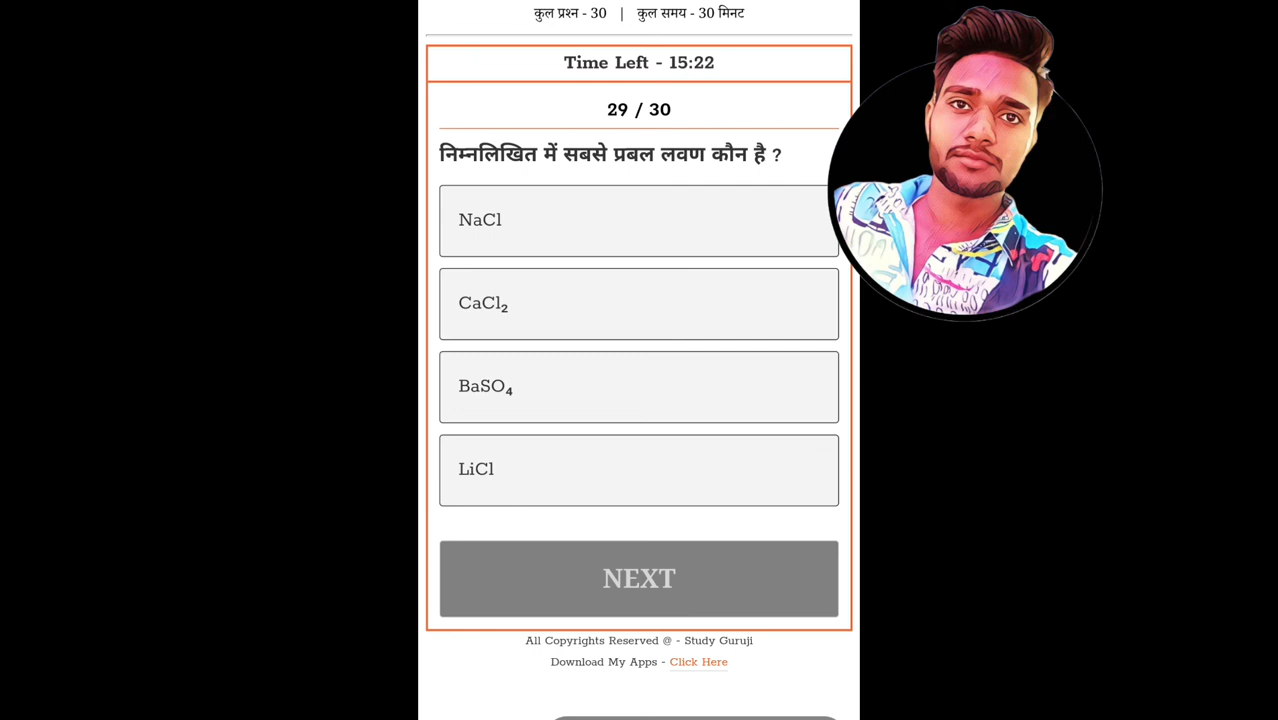 कुल प्रश्न - 30 | कुल समय - 30 मिनट
Time Left - 15:22
29 / 30
निम्नलिखित में सबसे प्रबल लवण कौन है ?
NaCl
CaCl₂
BaSO₄
LiCl
NEXT
All Copyrights Reserved @ - Study Guruji
Download My Apps - Click Here